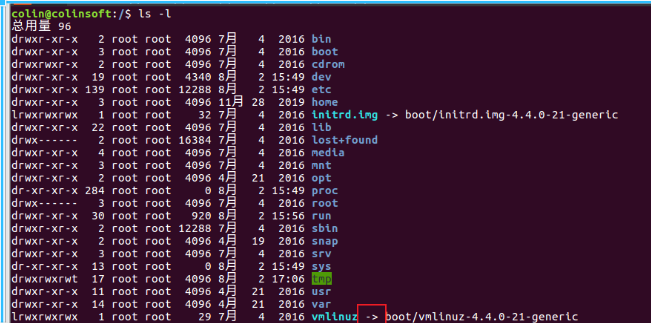 colin@colinsoft:/$ ls -l
总用量 96
drwxr-xr-x   2 root root  4096 7月   4  2016 bin
drwxr-xr-x   3 root root  4096 7月   4  2016 boot
drwxrwxr-x   2 root root  4096 7月   4  2016 cdrom
drwxr-xr-x  19 root root  4340 8月   2 15:49 dev
drwxr-xr-x 139 root root 12288 8月   2 15:49 etc
drwxr-xr-x   3 root root  4096 11月 28  2019 home
lrwxrwxrwx   1 root root    32 7月   4  2016 initrd.img -> boot/initrd.img-4.4.0-21-generic
drwxr-xr-x  22 root root  4096 7月   4  2016 lib
drwx------   2 root root 16384 7月   4  2016 lost+found
drwxr-xr-x   4 root root  4096 7月   4  2016 media
drwxr-xr-x   3 root root  4096 7月   4  2016 mnt
drwxr-xr-x   2 root root  4096 4月  21  2016 opt
dr-xr-xr-x 284 root root     0 8月   2 15:49 proc
drwx------   3 root root  4096 7月   4  2016 root
drwxr-xr-x  30 root root   920 8月   2 15:56 run
drwxr-xr-x   2 root root 12288 7月   4  2016 sbin
drwxr-xr-x   2 root root  4096 4月  19  2016 snap
drwxr-xr-x   3 root root  4096 7月   4  2016 srv
dr-xr-xr-x  13 root root     0 8月   2 15:49 sys
drwxrwxrwt  17 root root  4096 8月   2 17:06 tmp
drwxr-xr-x  11 root root  4096 4月  21  2016 usr
drwxr-xr-x  14 root root  4096 4月  21  2016 var
lrwxrwxrwx   1 root root    29 7月   4  2016 vmlinuz -> boot/vmlinuz-4.4.0-21-generic